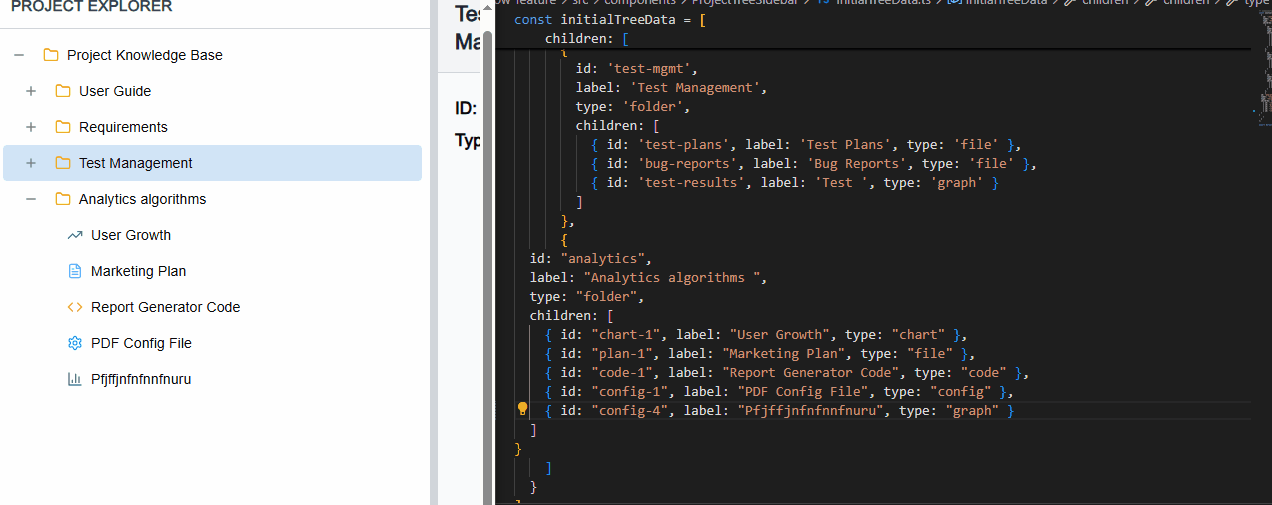 PROJECT EXPLORER
Project Knowledge Base
User Guide
Requirements
Test Management
Analytics algorithms
User Growth
Marketing Plan
Report Generator Code
PDF Config File
Pfjffjnfnfnnfnuru
Tes
Ma
ID:
Typ
src > components > ProjectTreeSidebar > TS initialTreeData.ts > initialTreeData > children > children > type
const initialTreeData = [
children: [
{
id: 'test-mgmt',
label: 'Test Management',
type: 'folder',
children: [
{ id: 'test-plans', label: 'Test Plans', type: 'file' },
{ id: 'bug-reports', label: 'Bug Reports', type: 'file' },
{ id: 'test-results', label: 'Test ', type: 'graph' }
]
},
{
id: "analytics",
label: "Analytics algorithms ",
type: "folder",
children: [
{ id: "chart-1", label: "User Growth", type: "chart" },
{ id: "plan-1", label: "Marketing Plan", type: "file" },
{ id: "code-1", label: "Report Generator Code", type: "code" },
{ id: "config-1", label: "PDF Config File", type: "config" },
{ id: "config-4", label: "Pfjffjnfnfnnfnuru", type: "graph" }
]
}
]
}